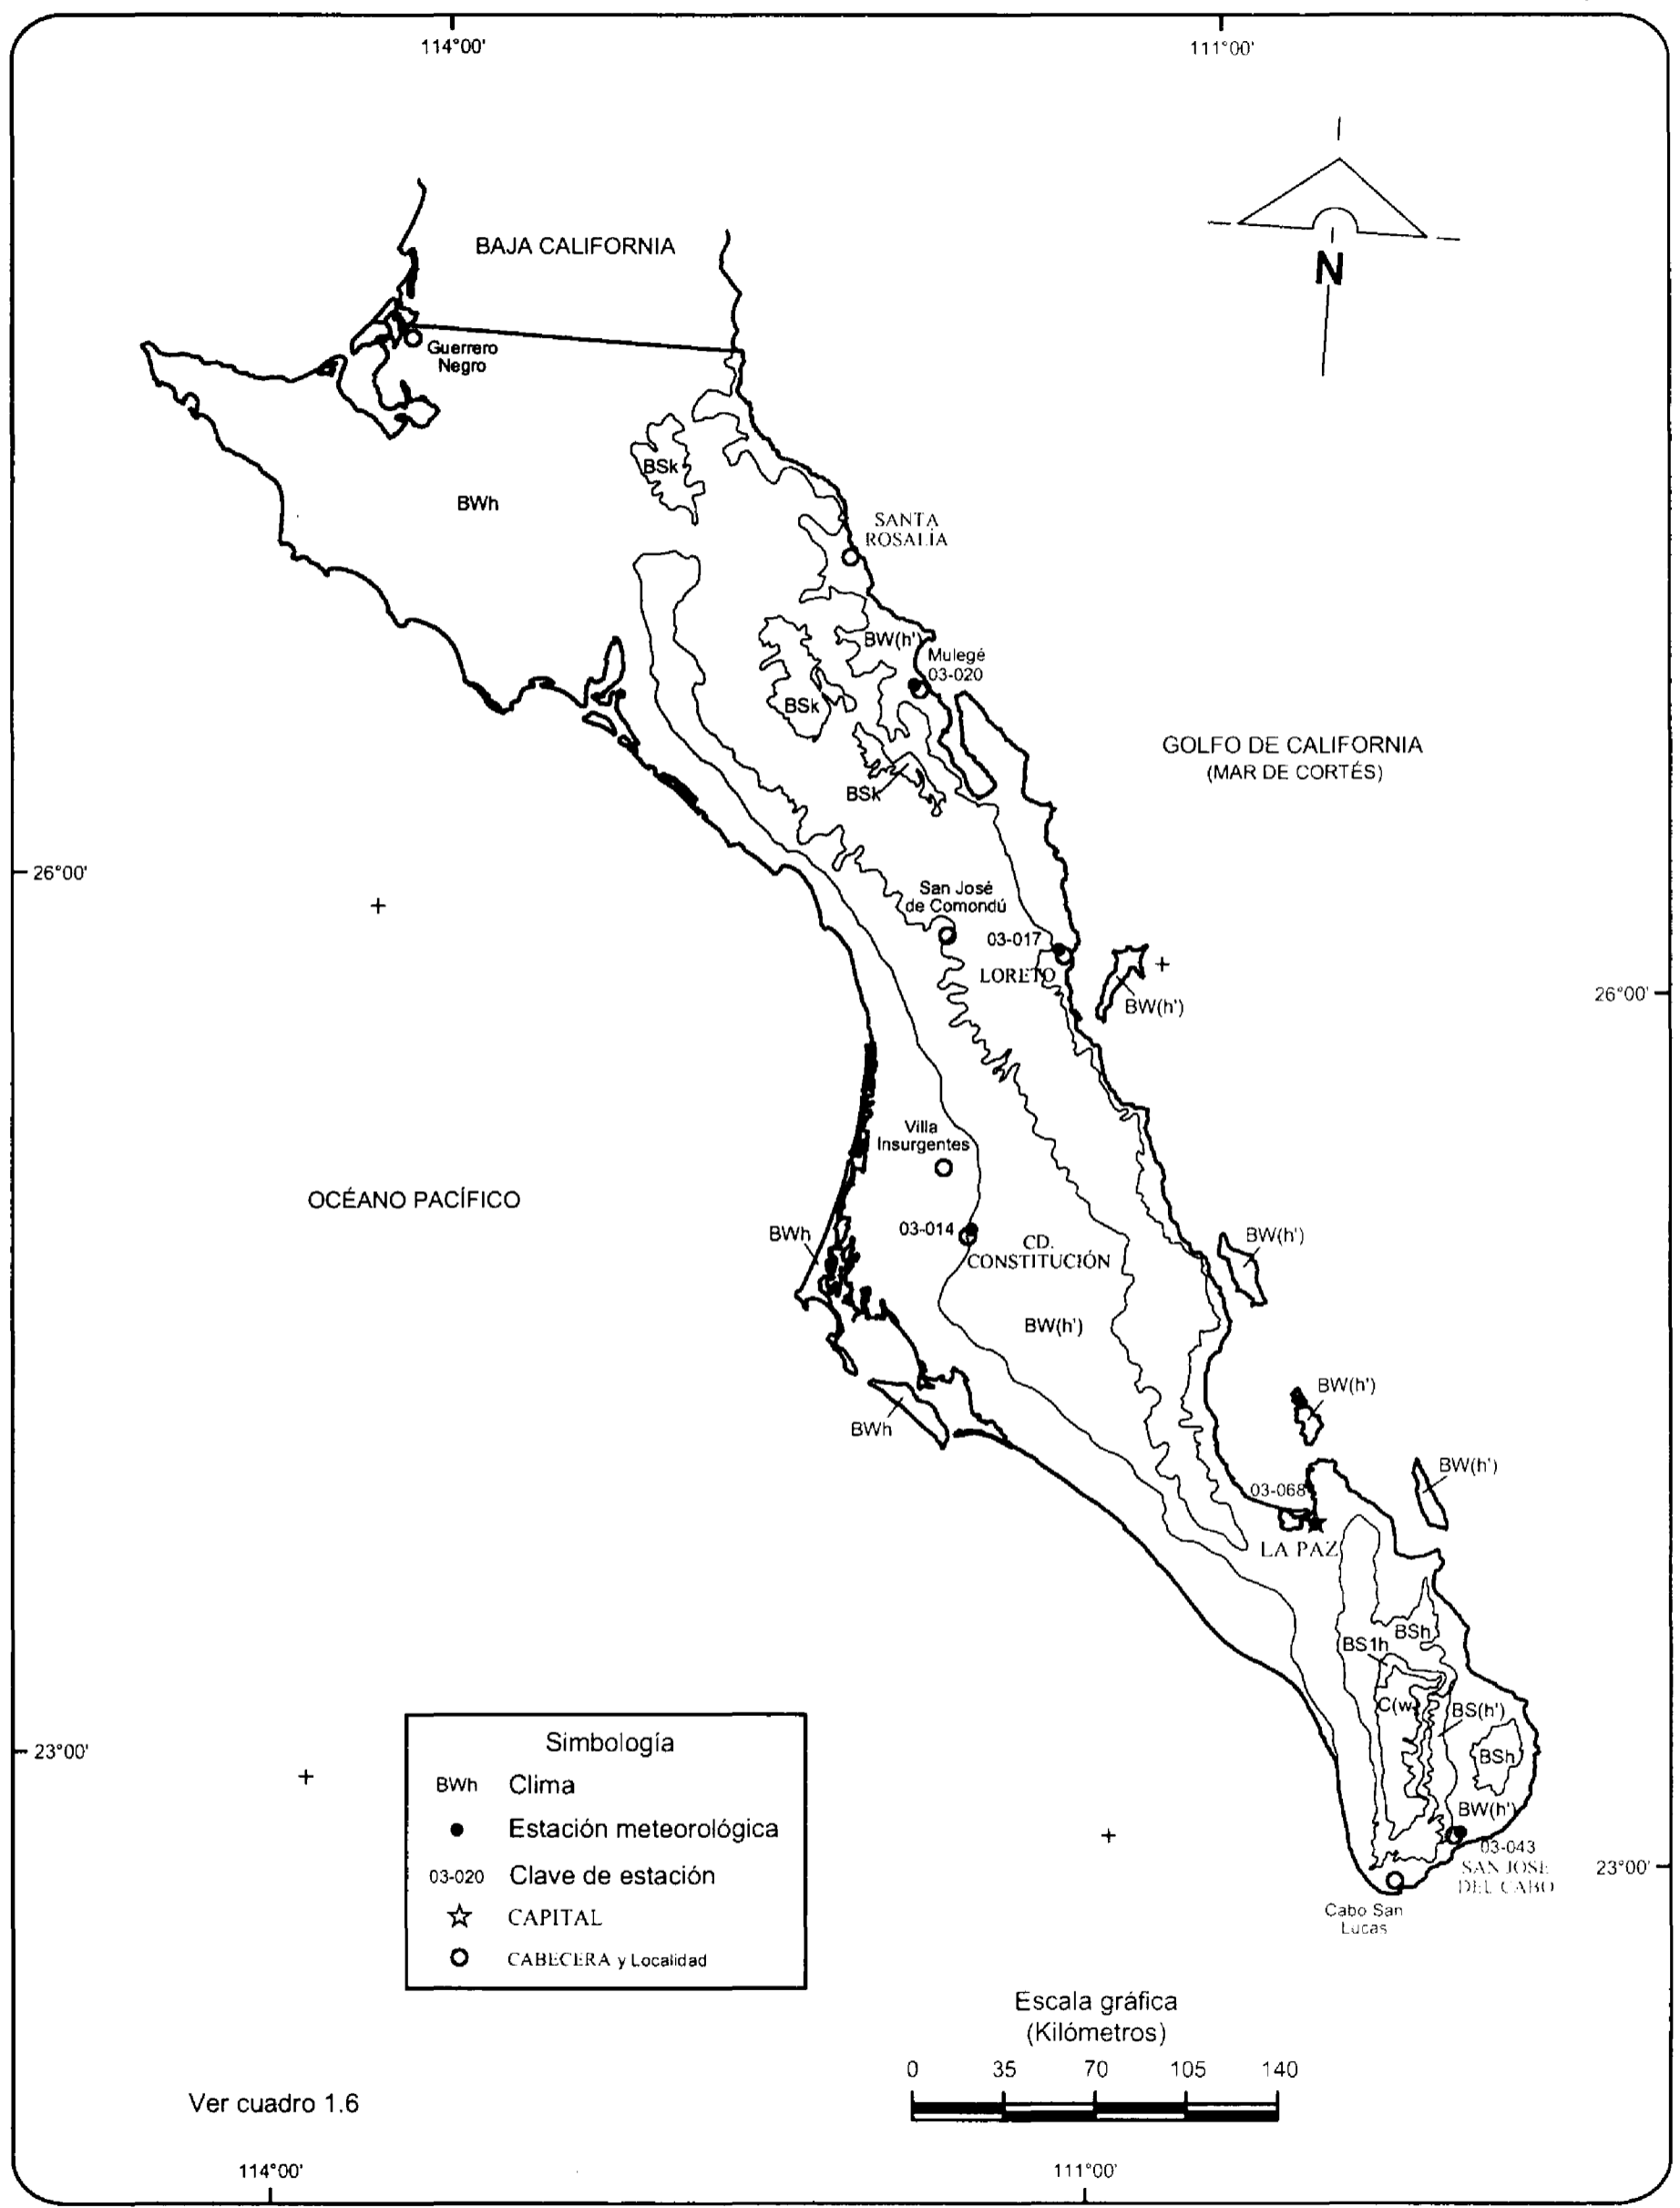 114°00'
111°00'
N
BAJA CALIFORNIA
Guerrero
Negro
BSk
BWh
SANTA
ROSALÍA
BW(h')
Mulegé
03-020
BSk
GOLFO DE CALIFORNIA
(MAR DE CORTÉS)
BSk
26°00'
San José
de Comondú
03-017
LORETO
BW(h')
26°00'
Villa
Insurgentes
OCÉANO PACÍFICO
BWh
03-014
CD.
CONSTITUCIÓN
BW(h')
BW(h')
BW(h')
BWh
BW(h')
03-068
LA PAZ
BSh
BS1h
C(w
BS(h')
BSh
BW(h')
23°00'
03-043
SAN JOSE
DEL CABO
23°00'
Cabo San
Lucas
Simbología
BWh Clima
Estación meteorológica
03-020 Clave de estación
CAPITAL
CABECERA y Localidad
Escala gráfica
(Kilómetros)
0 35 70 105 140
Ver cuadro 1.6
114°00'
111°00'